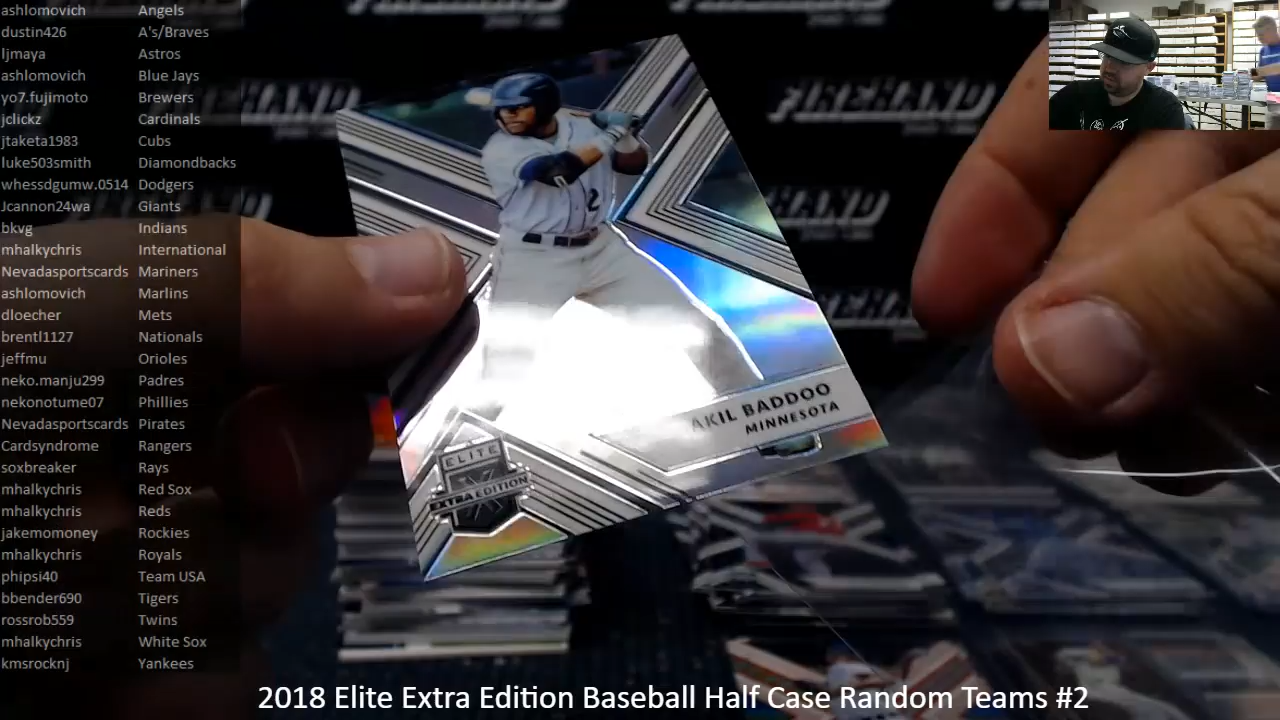 ashlomovich Angels
dustin426 A's/Braves
ljmaya Astros
ashlomovich Blue Jays
yo7.fujimoto Brewers
jclickz Cardinals
jtaketa1983 Cubs
luke503smith Diamondbacks
whessdgumw.0514 Dodgers
Jcannon24wa Giants
bkvg Indians
mhalkychris International
Nevadasportscards Mariners
ashlomovich Marlins
dloecher Mets
brentl1127 Nationals
jeffmu Orioles
neko.manju299 Padres
nekonotume07 Phillies
Nevadasportscards Pirates
Cardsyndrome Rangers
soxbreaker Rays
mhalkychris Red Sox
mhalkychris Reds
jakemomoney Rockies
mhalkychris Royals
phipsi40 Team USA
bbender690 Tigers
rossrob559 Twins
mhalkychris White Sox
kmsrocknj Yankees
2
AKIL BADDOO
MINNESOTA
ELITE
EXTRA EDITION
2018 Elite Extra Edition Baseball Half Case Random Teams #2